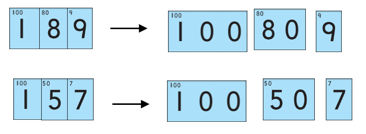 100 80 9
1 8 9
100 80 9
1 0 0 8 0 9
100 50 7
1 5 7
100 50 7
1 0 0 5 0 7